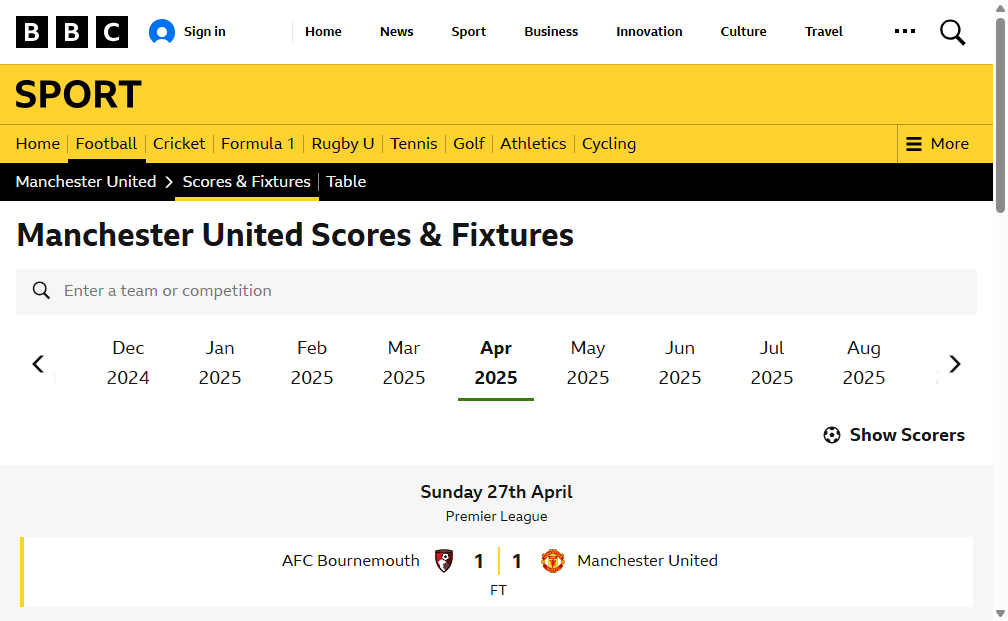 BBC Sign in Home News Sport Business Innovation Culture Travel
SPORT
Home Football Cricket Formula 1 Rugby U Tennis Golf Athletics Cycling More
Manchester United Scores & Fixtures Table
Manchester United Scores & Fixtures
Enter a team or competition
Dec Jan Feb Mar Apr May Jun Jul Aug
2024 2025 2025 2025 2025 2025 2025 2025 2025
Show Scorers
Sunday 27th April
Premier League
AFC Bournemouth 1 1 Manchester United
FT